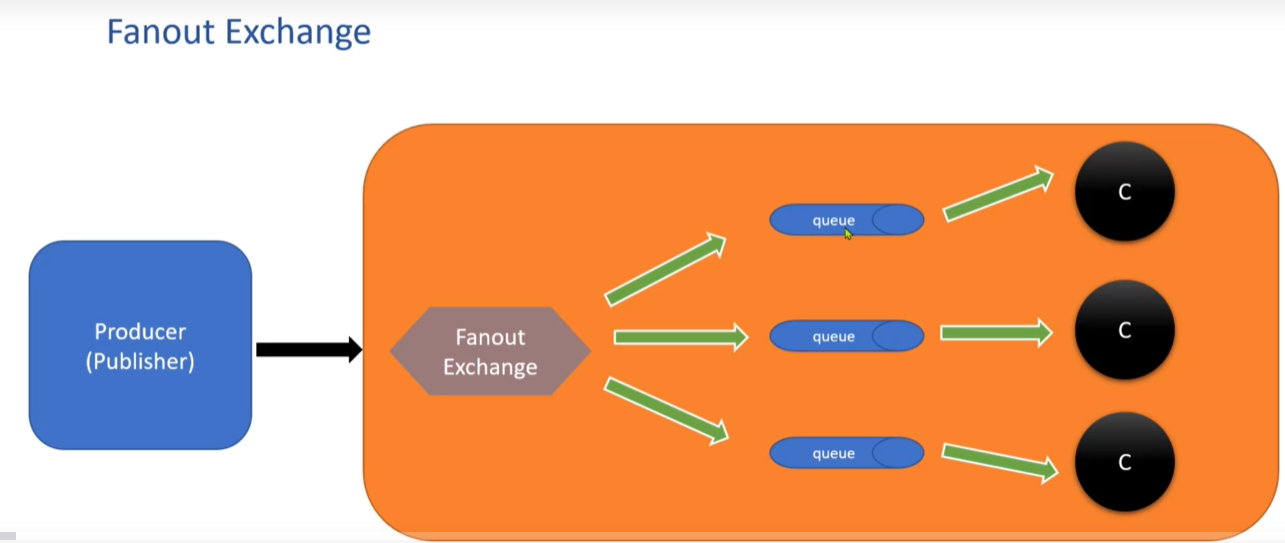 Fanout Exchange
Producer
(Publisher)
Fanout
Exchange
queue
C
queue
C
queue
C